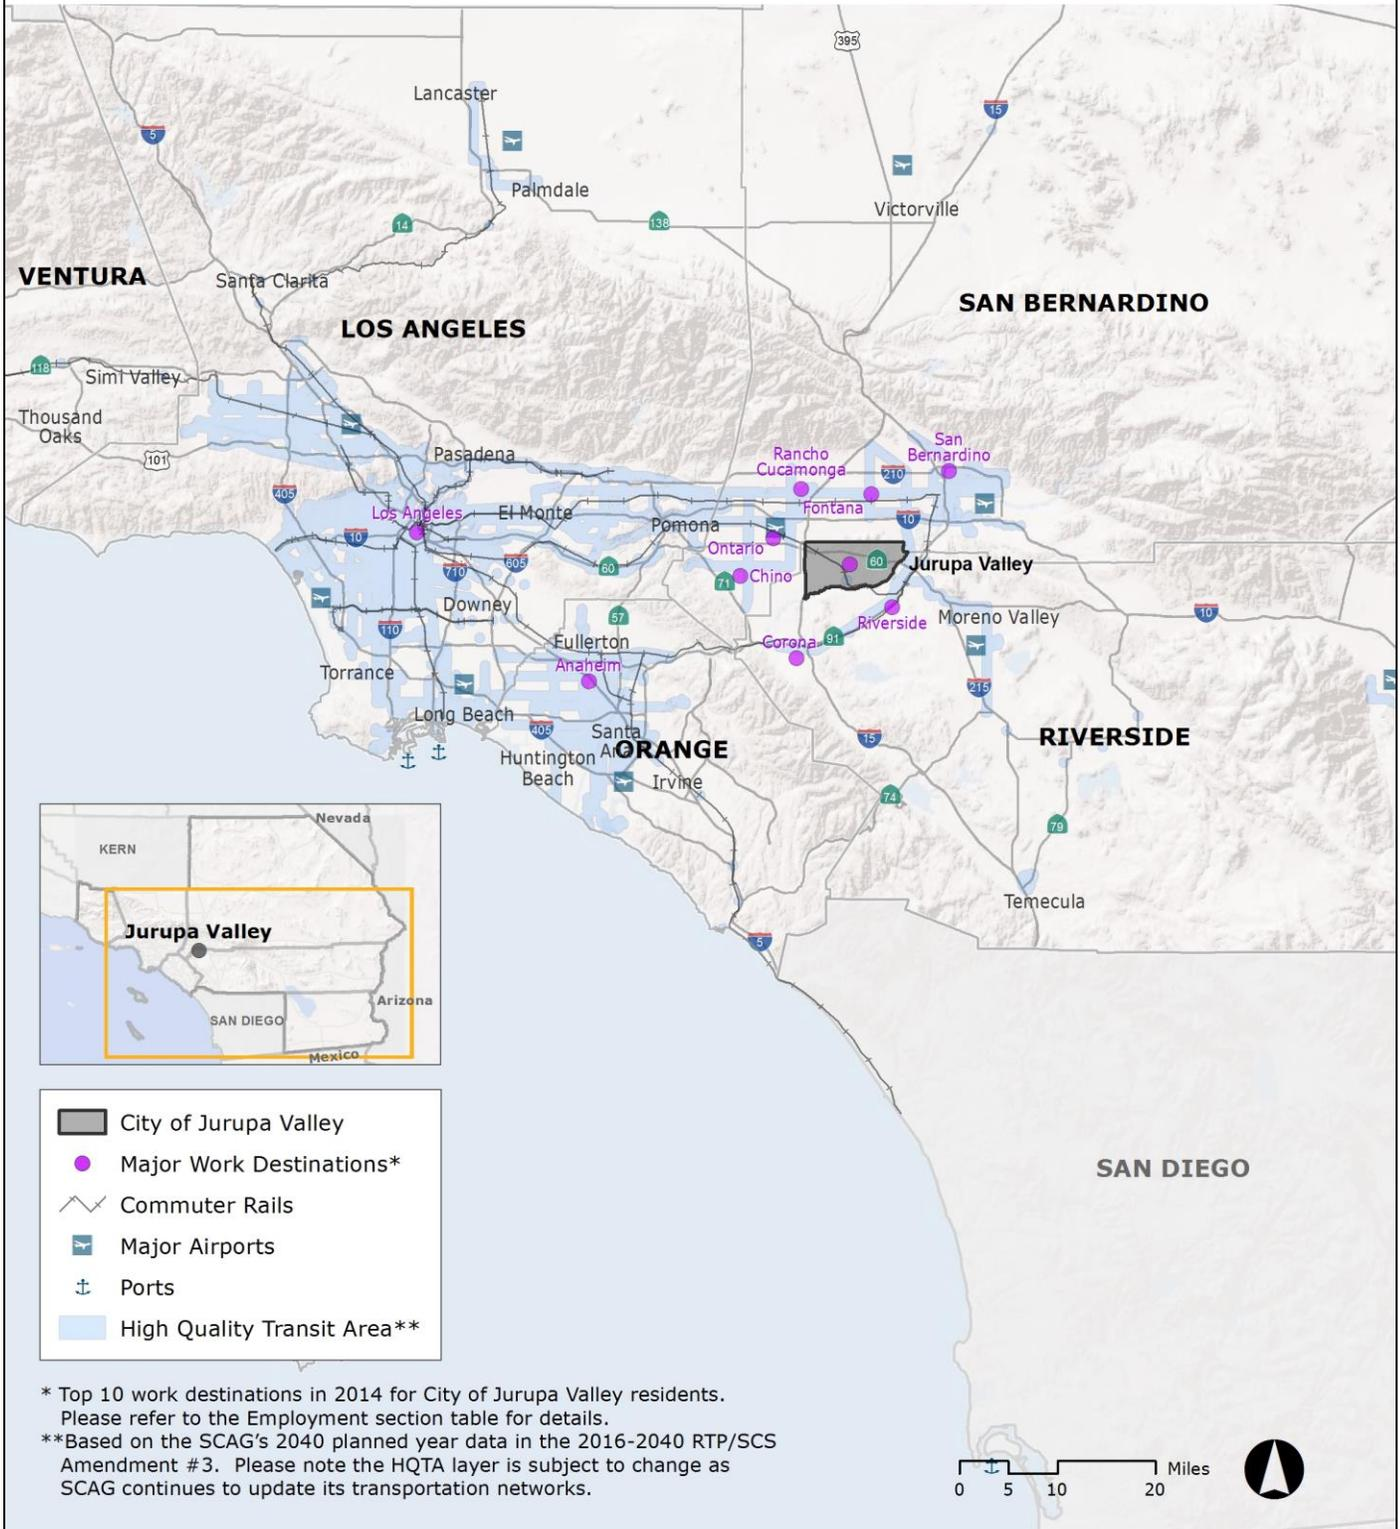 395
15
Lancaster
5
Palmdale
Victorville
14
138
VENTURA
Santa Clarita
SAN BERNARDINO
LOS ANGELES
118
Simi Valley
Thousand
Oaks
101
Pasadena
San
Bernardino
Rancho
Cucamonga
210
405
Fontana
Los Angeles
El Monte
Pomona
10
10
Ontario
605
60
60
Jurupa Valley
710
71
Chino
Downey
57
10
110
Riverside
Moreno Valley
Fullerton
Corona
91
Anaheim
Torrance
215
Long Beach
405
Santa
Ana
ORANGE
15
RIVERSIDE
Huntington
Beach
Irvine
74
79
Temecula
5
Nevada
KERN
Jurupa Valley
Arizona
SAN DIEGO
Mexico
City of Jurupa Valley
Major Work Destinations*
Commuter Rails
Major Airports
Ports
High Quality Transit Area**
SAN DIEGO
* Top 10 work destinations in 2014 for City of Jurupa Valley residents.
Please refer to the Employment section table for details.
**Based on the SCAG's 2040 planned year data in the 2016-2040 RTP/SCS
Amendment #3. Please note the HQTA layer is subject to change as
SCAG continues to update its transportation networks.
Miles
0 5 10 20